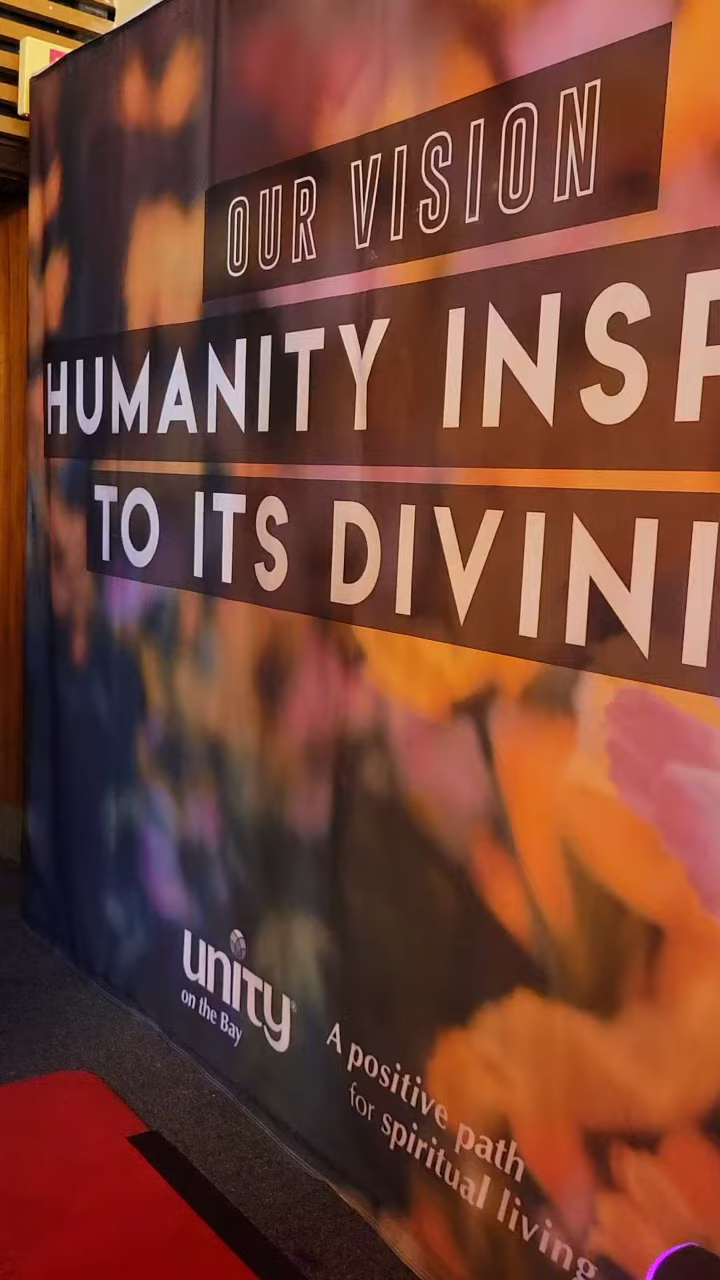 OUR VISION
HUMANITY INSP
TO ITS DIVINI
unity®
on the Bay
A positive path
for spiritual living